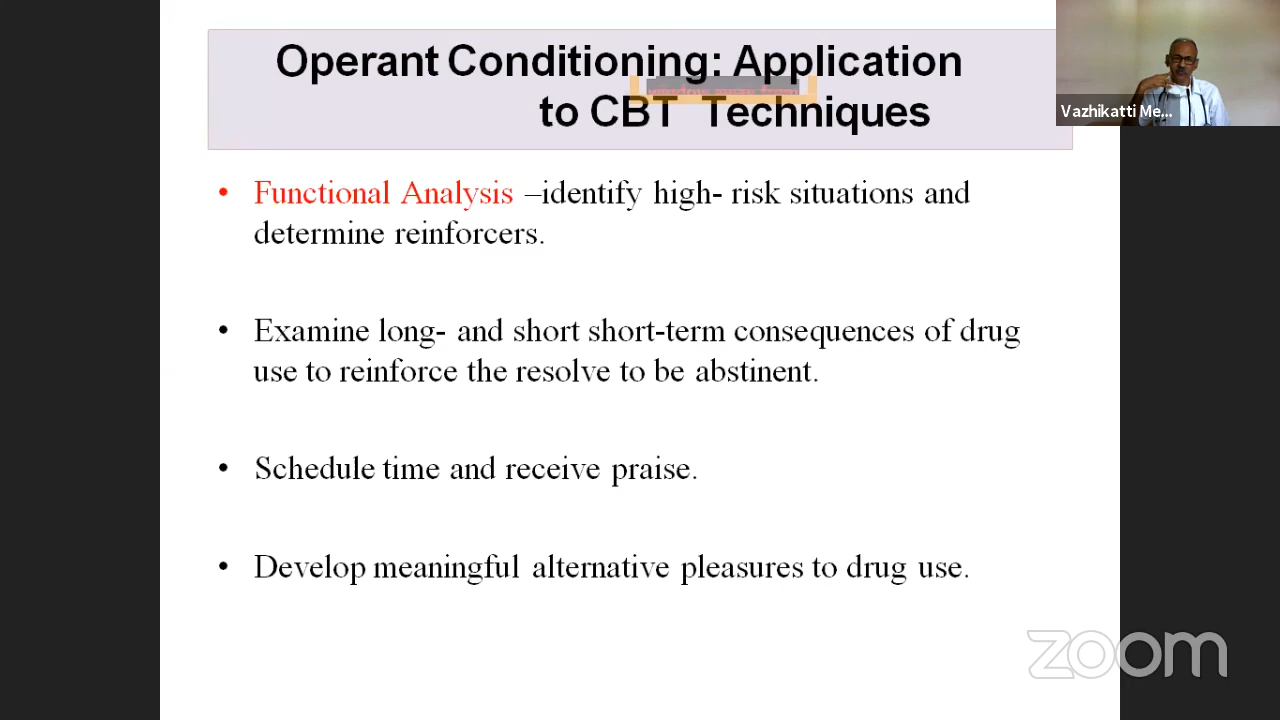 Operant Conditioning: Application
to CBT Techniques
Vazhikatti Me...
• Functional Analysis –identify high- risk situations and
determine reinforcers.
• Examine long- and short short-term consequences of drug
use to reinforce the resolve to be abstinent.
• Schedule time and receive praise.
• Develop meaningful alternative pleasures to drug use.
zoom